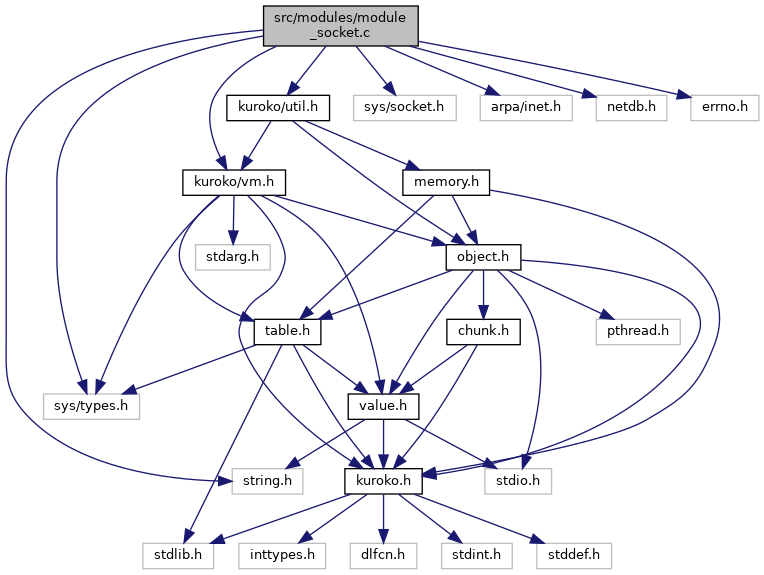 src/modules/module
_socket.c
kuroko/util.h
sys/socket.h
arpa/inet.h
netdb.h
errno.h
kuroko/vm.h
memory.h
stdarg.h
object.h
table.h
chunk.h
pthread.h
sys/types.h
value.h
string.h
kuroko.h
stdio.h
stdlib.h
inttypes.h
dlfcn.h
stdint.h
stddef.h